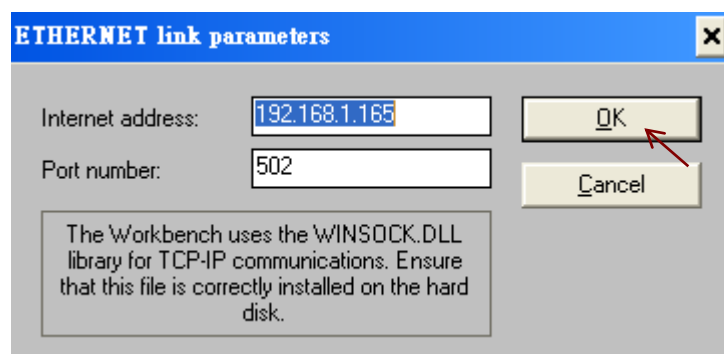 ETHERNET link parameters
Internet address: 192.168.1.165 OK
Port number: 502
Cancel
The Workbench uses the WINSOCK.DLL
library for TCP-IP communications. Ensure
that this file is correctly installed on the hard
disk.